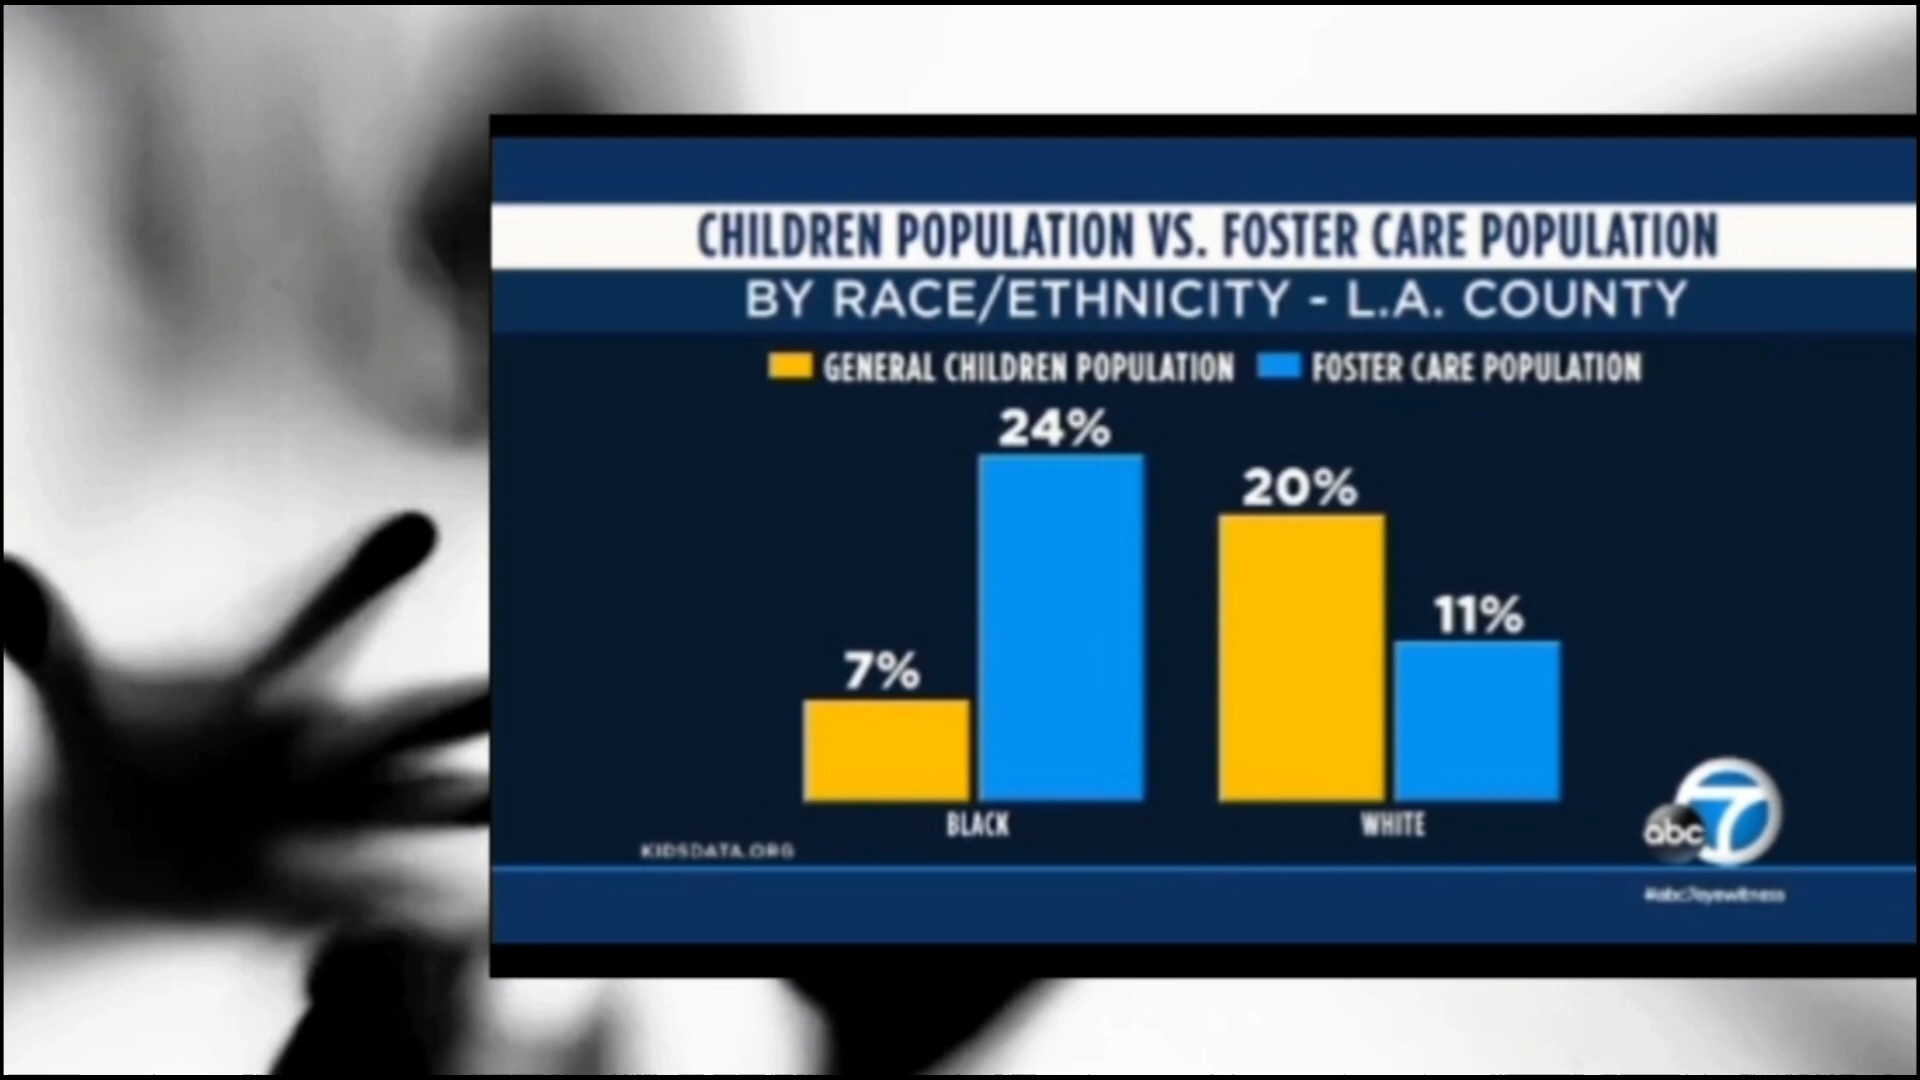 CHILDREN POPULATION VS. FOSTER CARE POPULATION
BY RACE/ETHNICITY - L.A. COUNTY
GENERAL CHILDREN POPULATION FOSTER CARE POPULATION
24%
20%
11%
7%
BLACK WHITE
KIDSDATA.ORG
abc 7
#abc7eyewitness